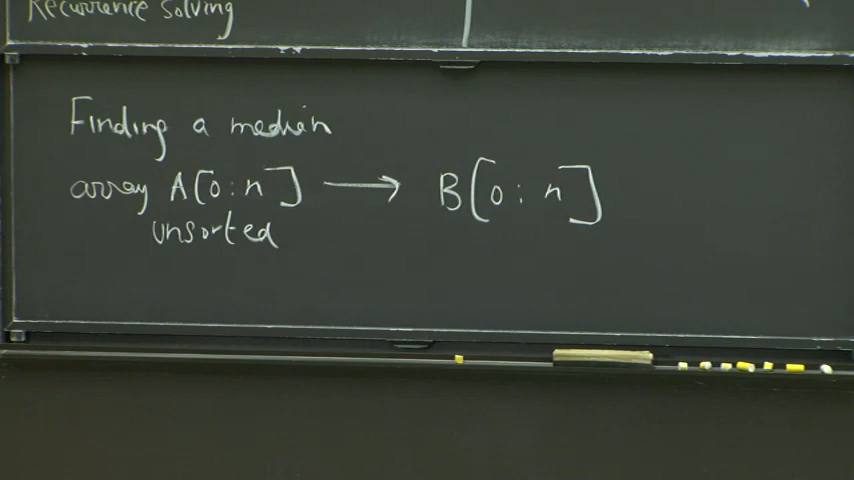 Recurrence Solving
Finding a median
array A[0:n] → B[0: n]
unsorted